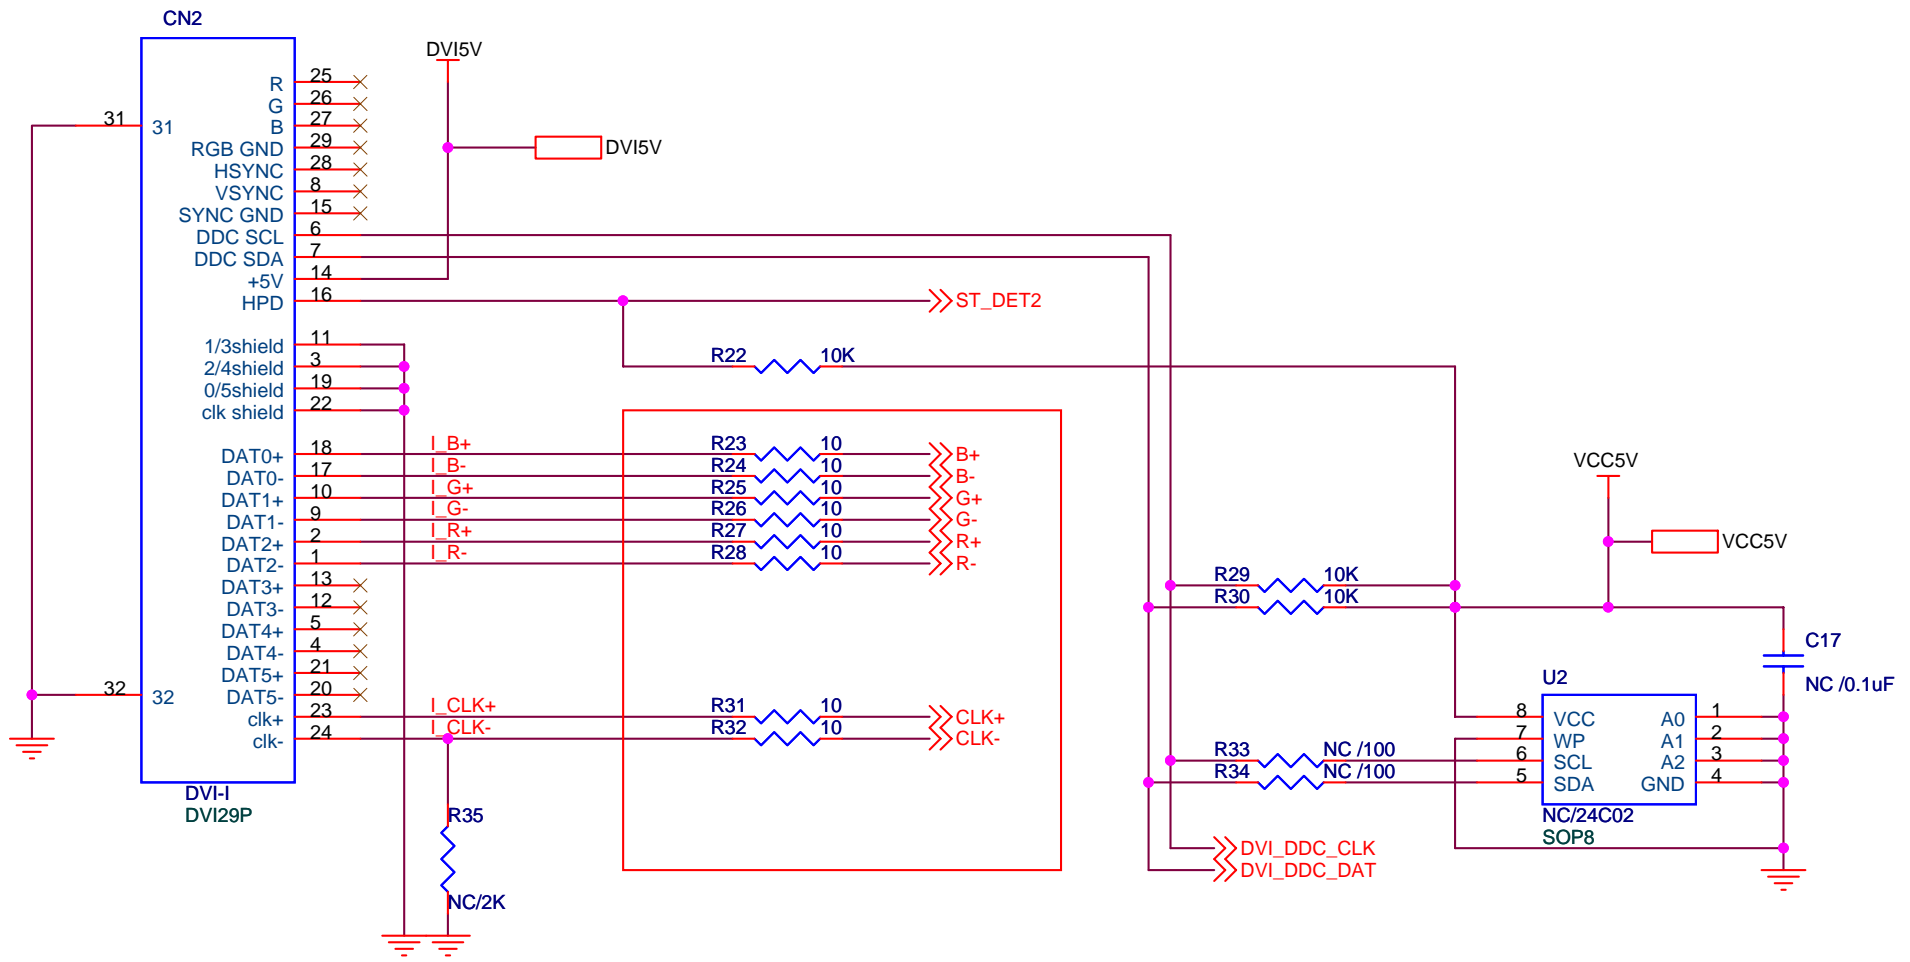 CN2
DVI5V
R 25
G 26
B 27
31 31
RGB GND 29
DVI5V
HSYNC 28
VSYNC 8
SYNC GND 15
DDC SCL 6
DDC SDA 7
+5V 14
HPD 16
ST_DET2
1/3shield 11
2/4shield 3
R22 10K
0/5shield 19
clk shield 22
DAT0+ 18 I_B+ R23 10 B+
DAT0- 17 I_B- R24 10 B-
DAT1+ 10 I_G+ R25 10 G+
DAT1- 9 I_G- R26 10 G-
DAT2+ 2 I_R+ R27 10 R+
DAT2- 1 I_R- R28 10 R-
VCC5V
VCC5V
DAT3+ 13
R29 10K
DAT3- 12
R30 10K
DAT4+ 5
DAT4- 4
C17
NC /0.1uF
DAT5+ 21
DAT5- 20
32 32
clk+ 23 I_CLK+ R31 10 CLK+
clk- 24 I_CLK- R32 10 CLK-
U2
8 VCC A0 1
7 WP A1 2
R33 NC /100 6 SCL A2 3
R34 NC /100 5 SDA GND 4
NC/24C02
SOP8
DVI-I
DVI29P
R35
NC/2K
DVI_DDC_CLK
DVI_DDC_DAT